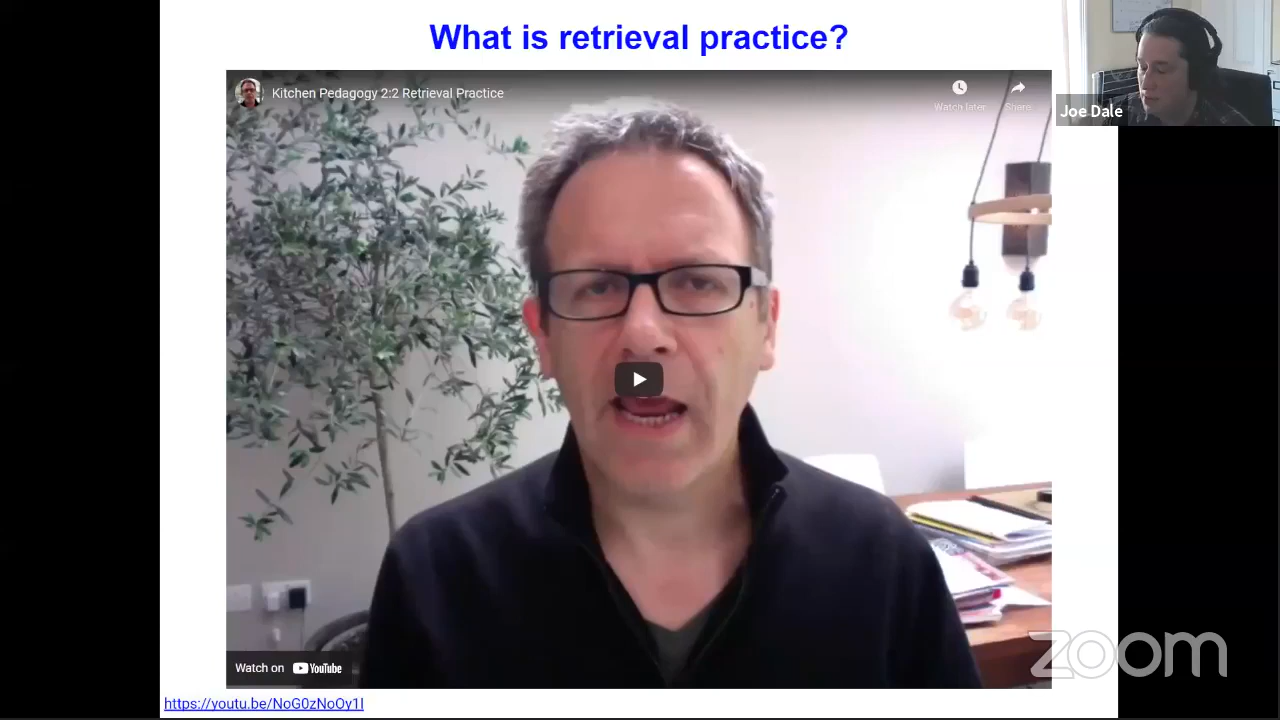 What is retrieval practice?
Kitchen Pedagogy 2:2 Retrieval Practice
Watch later
Share
Joe Dale
Watch on YouTube
zoom
https://youtu.be/NoG0zNoOy1I